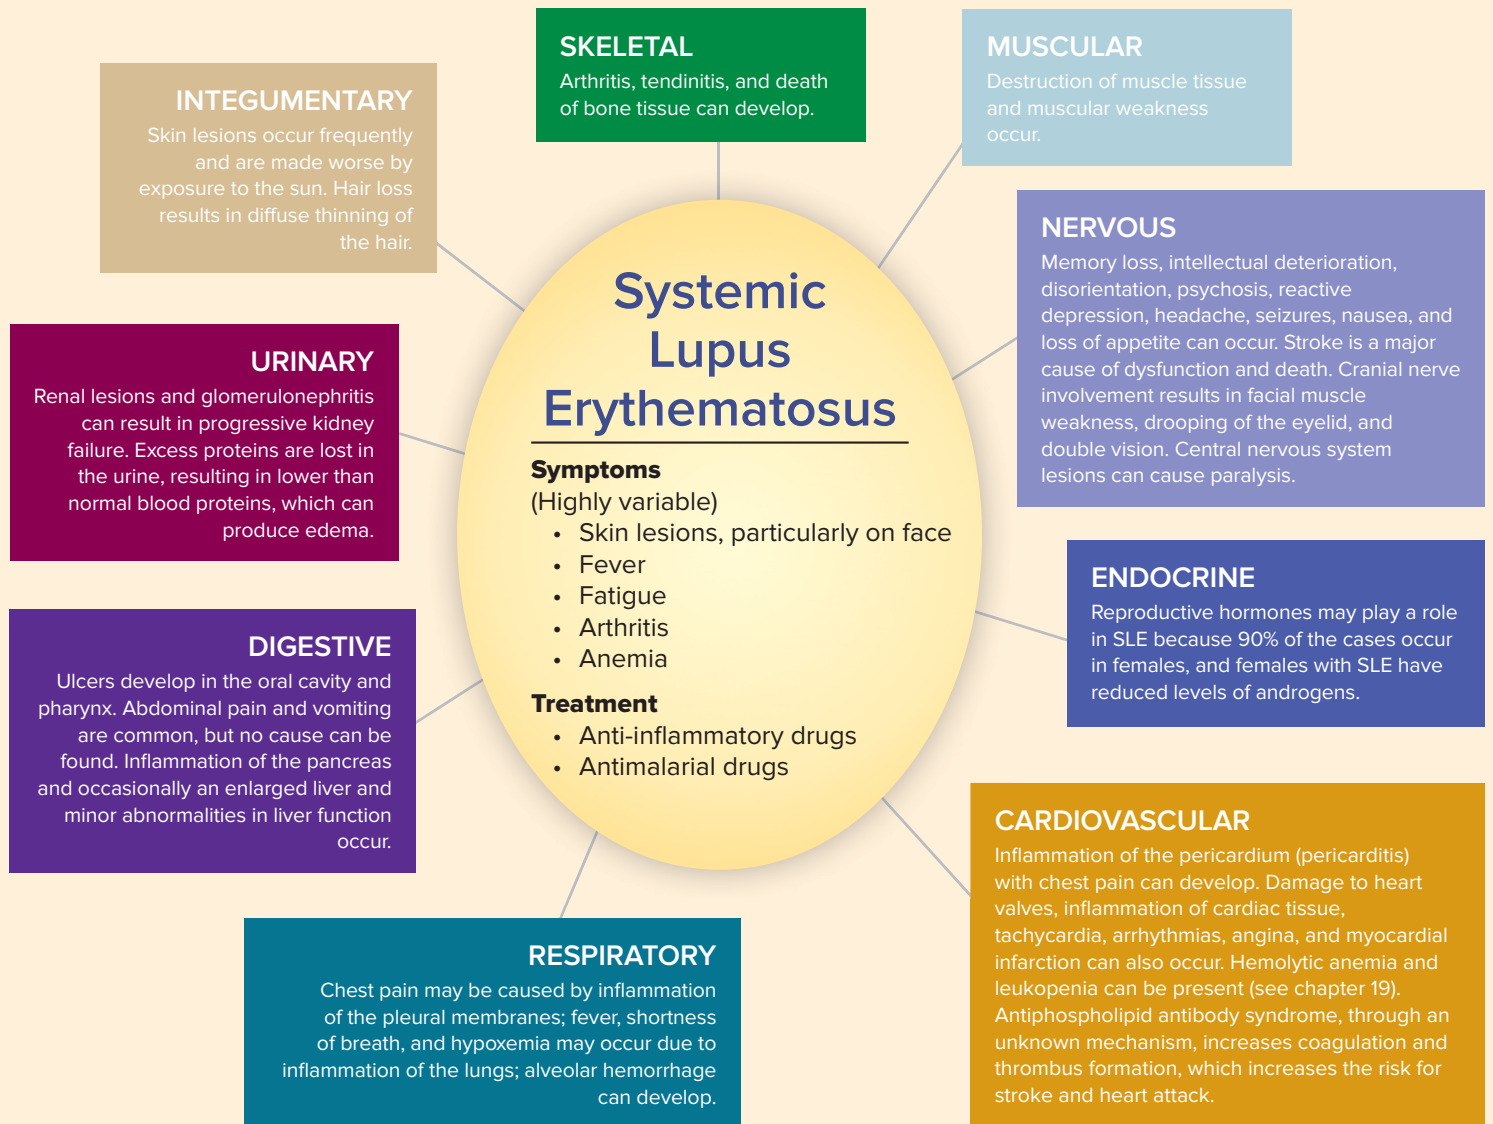 SKELETAL
Arthritis, tendinitis, and death
of bone tissue can develop.
MUSCULAR
Destruction of muscle tissue
and muscular weakness
occur.
INTEGUMENTARY
Skin lesions occur frequently
and are made worse by
exposure to the sun. Hair loss
results in diffuse thinning of
the hair.
NERVOUS
Memory loss, intellectual deterioration,
disorientation, psychosis, reactive
depression, headache, seizures, nausea, and
loss of appetite can occur. Stroke is a major
cause of dysfunction and death. Cranial nerve
involvement results in facial muscle
weakness, drooping of the eyelid, and
double vision. Central nervous system
lesions can cause paralysis.
Systemic
Lupus
Erythematosus
Symptoms
(Highly variable)
• Skin lesions, particularly on face
• Fever
• Fatigue
• Arthritis
• Anemia
Treatment
• Anti-inflammatory drugs
• Antimalarial drugs
URINARY
Renal lesions and glomerulonephritis
can result in progressive kidney
failure. Excess proteins are lost in
the urine, resulting in lower than
normal blood proteins, which can
produce edema.
ENDOCRINE
Reproductive hormones may play a role
in SLE because 90% of the cases occur
in females, and females with SLE have
reduced levels of androgens.
DIGESTIVE
Ulcers develop in the oral cavity and
pharynx. Abdominal pain and vomiting
are common, but no cause can be
found. Inflammation of the pancreas
and occasionally an enlarged liver and
minor abnormalities in liver function
occur.
CARDIOVASCULAR
Inflammation of the pericardium (pericarditis)
with chest pain can develop. Damage to heart
valves, inflammation of cardiac tissue,
tachycardia, arrhythmias, angina, and myocardial
infarction can also occur. Hemolytic anemia and
leukopenia can be present (see chapter 19).
Antiphospholipid antibody syndrome, through an
unknown mechanism, increases coagulation and
thrombus formation, which increases the risk for
stroke and heart attack.
RESPIRATORY
Chest pain may be caused by inflammation
of the pleural membranes; fever, shortness
of breath, and hypoxemia may occur due to
inflammation of the lungs; alveolar hemorrhage
can develop.